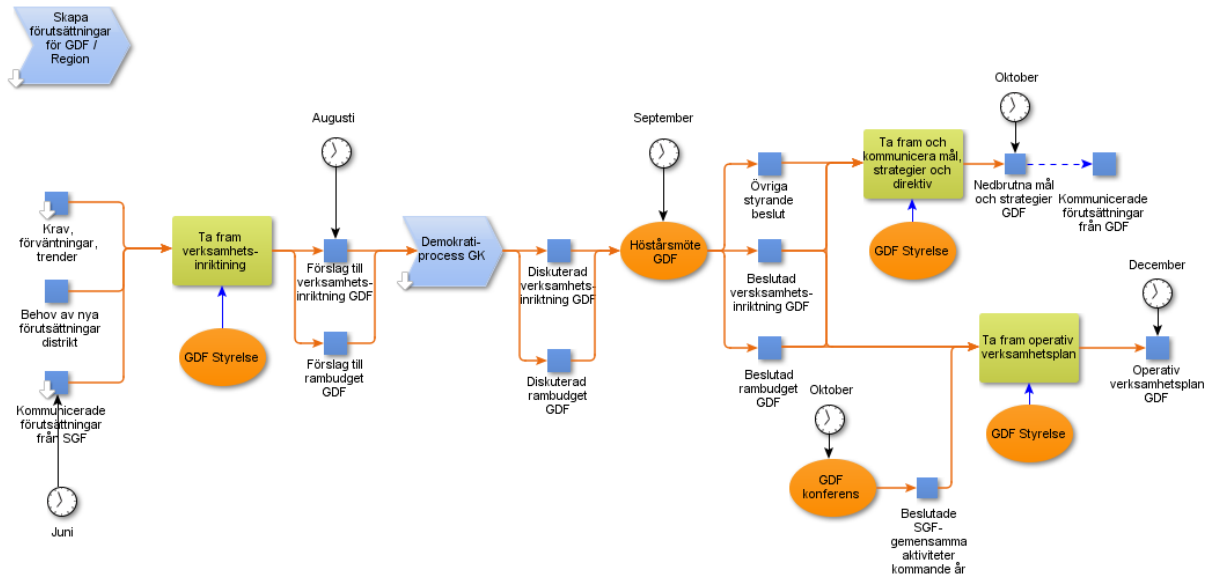 Skapa
förutsättningar
för GDF /
Region
Augusti
September
Oktober
Krav,
förväntningar,
trender
Behov av nya
förutsättningar
distrikt
Kommunicerade
förutsättningar
från SGF
Juni
Ta fram
verksamhets-
inriktining
GDF Styrelse
Förslag till
verksamhets-
inriktning GDF
Förslag till
rambudget
GDF
Demokrati-
process GK
Diskuterad
verksamhets-
inriktning GDF
Diskuterad
rambudget
GDF
Höstårsmöte
GDF
Övriga
styrande
beslut
Beslutad
versksamhets-
inriktning GDF
Beslutad
rambudget
GDF
Ta fram och
kommunicera mål,
strategier och
direktiv
GDF Styrelse
Nedbrutna mål
och strategier
GDF
Kommunicerade
förutsättningar
från GDF
Oktober
GDF
konferens
Beslutade
SGF-
gemensamma
aktiviteter
kommande år
Ta fram operativ
verksamhetsplan
GDF Styrelse
December
Operativ
verksamhetsplan
GDF